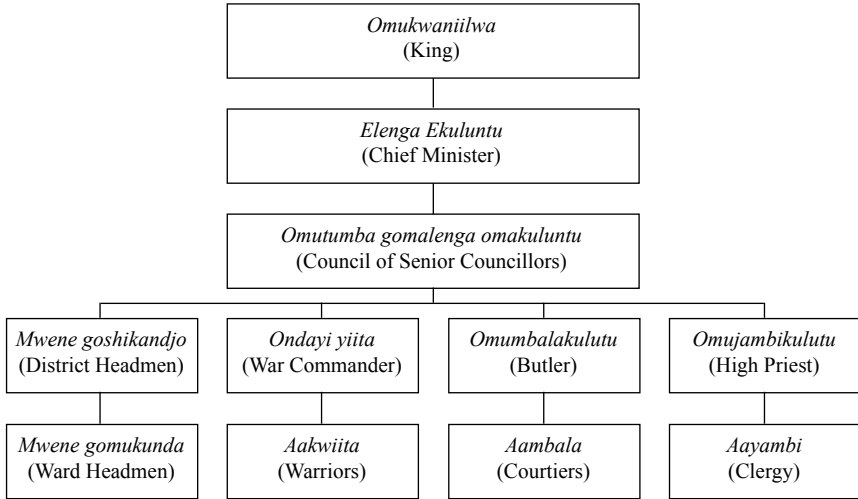 Omukwaniilwa
(King)
Elenga Ekuluntu
(Chief Minister)
Omutumba gomalenga omakuluntu
(Council of Senior Councillors)
Mwene goshikandjo
(District Headmen)
Ondayi yiita
(War Commander)
Omumbalakulutu
(Butler)
Omujambikulutu
(High Priest)
Mwene gomukunda
(Ward Headmen)
Aakwiita
(Warriors)
Aambala
(Courtiers)
Aayambi
(Clergy)